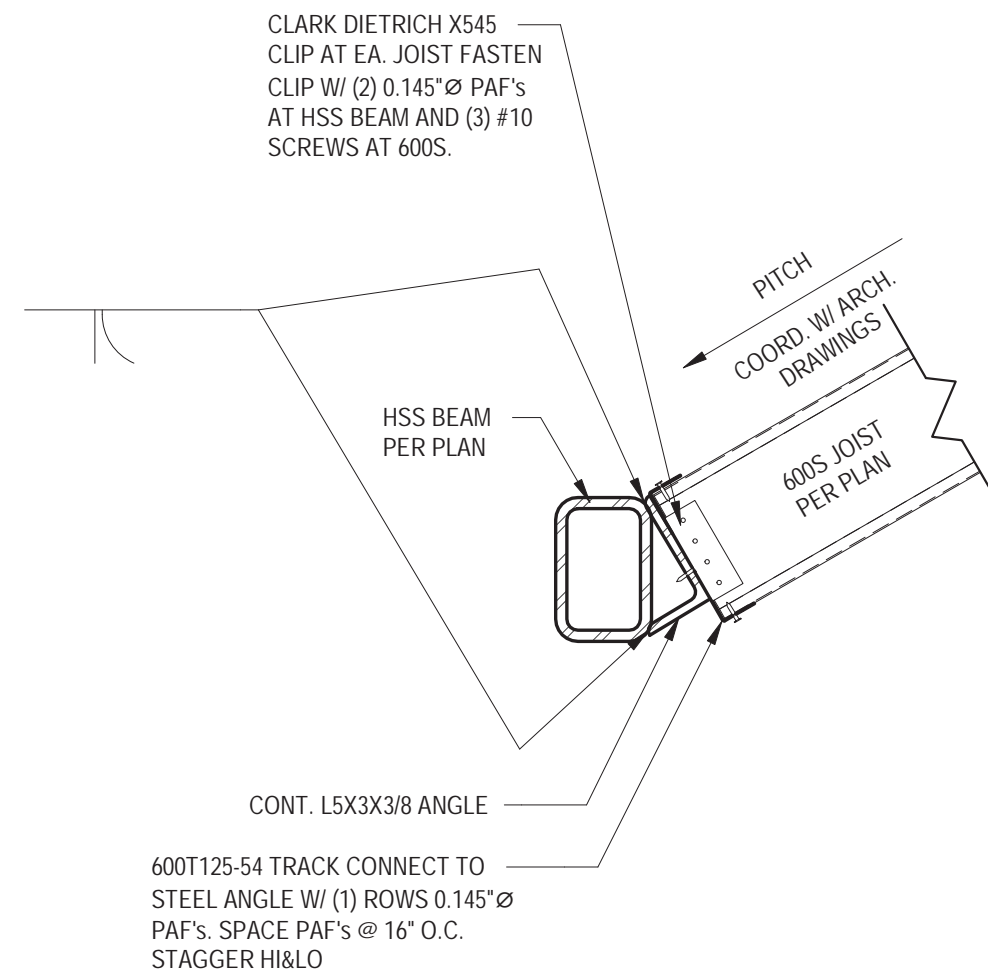 CLARK DIETRICH X545
CLIP AT EA. JOIST FASTEN
CLIP W/ (2) 0.145"Ø PAF's
AT HSS BEAM AND (3) #10
SCREWS AT 600S.
PITCH
COORD. W/ ARCH.
DRAWINGS
HSS BEAM
PER PLAN
600S JOIST
PER PLAN
CONT. L5X3X3/8 ANGLE
600T125-54 TRACK CONNECT TO
STEEL ANGLE W/ (1) ROWS 0.145"Ø
PAF's. SPACE PAF's @ 16" O.C.
STAGGER HI&LO